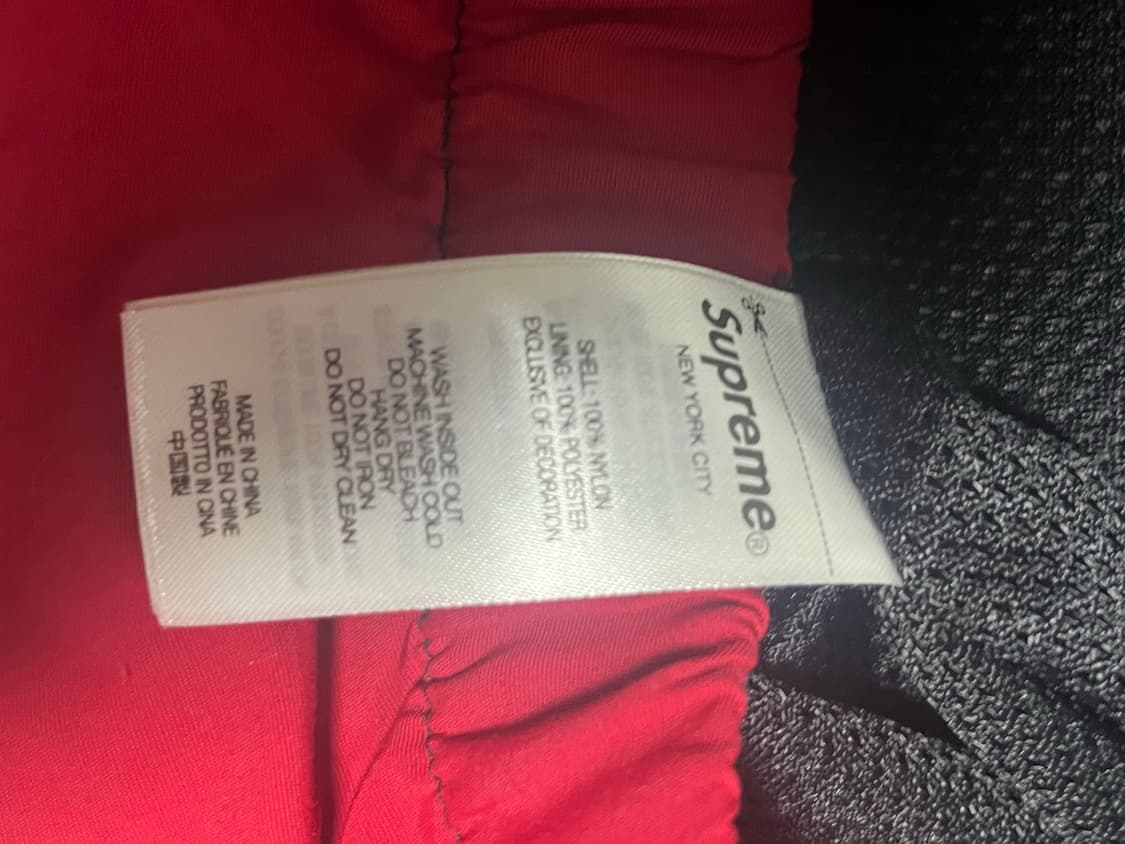 Supreme®
NEW YORK CITY
SHELL: 100% NYLON
LINING: 100% POLYESTER
EXCLUSIVE OF DECORATION
WASH INSIDE OUT
MACHINE WASH COLD
DO NOT BLEACH
HANG DRY
DO NOT IRON
DO NOT DRY CLEAN
MADE IN CHINA
FABRIQUÉ EN CHINE
PRODOTTO IN CINA
中国製